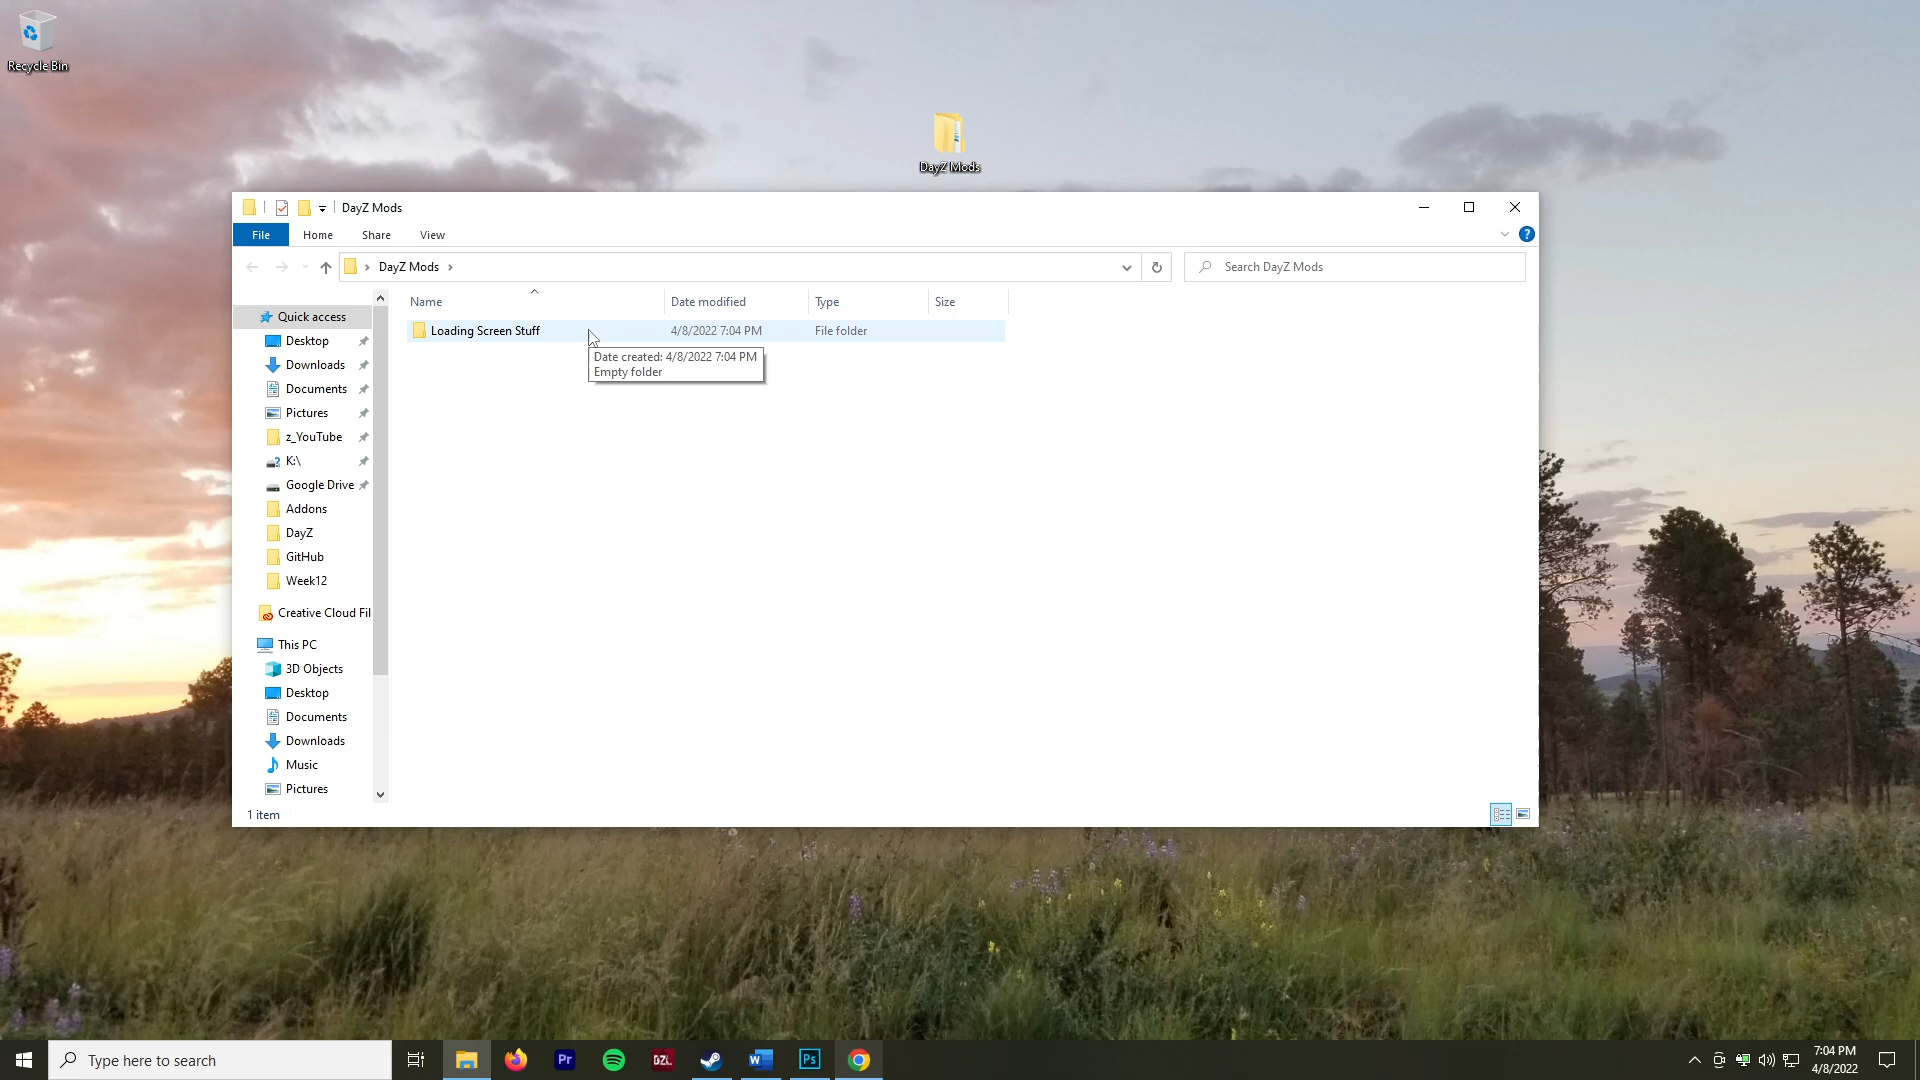 Recycle Bin
DayZ Mods
DayZ Mods
File
Home
Share
View
DayZ Mods
Search DayZ Mods
Name
Date modified
Type
Size
Loading Screen Stuff
4/8/2022 7:04 PM
File folder
Date created: 4/8/2022 7:04 PM
Empty folder
Quick access
Desktop
Downloads
Documents
Pictures
z_YouTube
K:\
Google Drive
Addons
DayZ
GitHub
Week12
Creative Cloud Fil
This PC
3D Objects
Desktop
Documents
Downloads
Music
Pictures
1 item
Type here to search
Pr
DZL
W
Ps
7:04 PM
4/8/2022